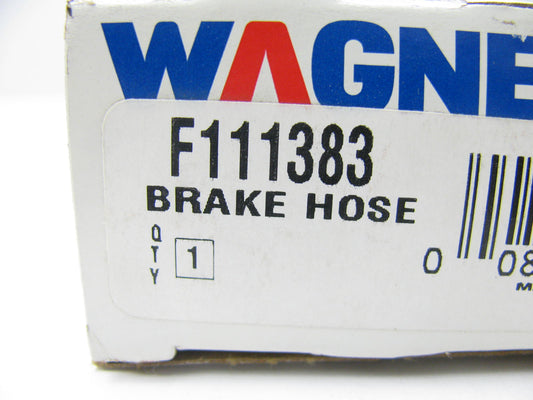 WAGNE
F111383
BRAKE HOSE
QTY 1
0 08
M